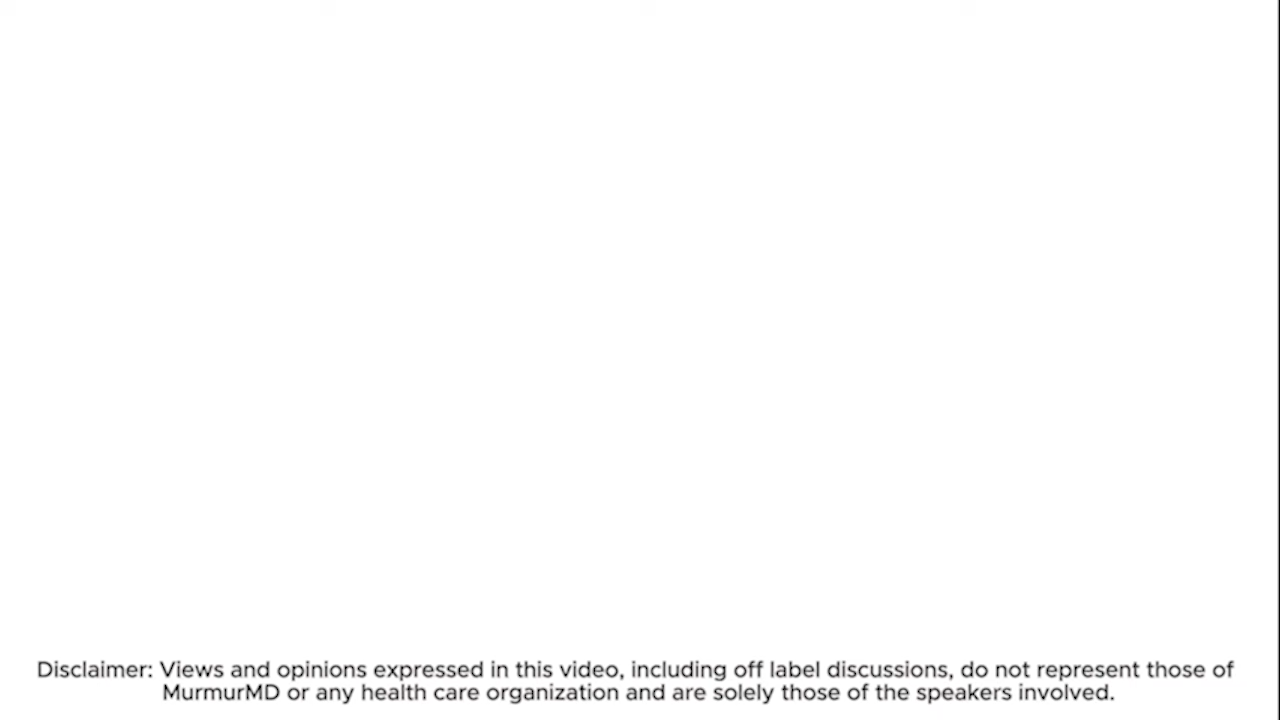 Disclaimer: Views and opinions expressed in this video, including off label discussions, do not represent those of
MurmurMD or any health care organization and are solely those of the speakers involved.